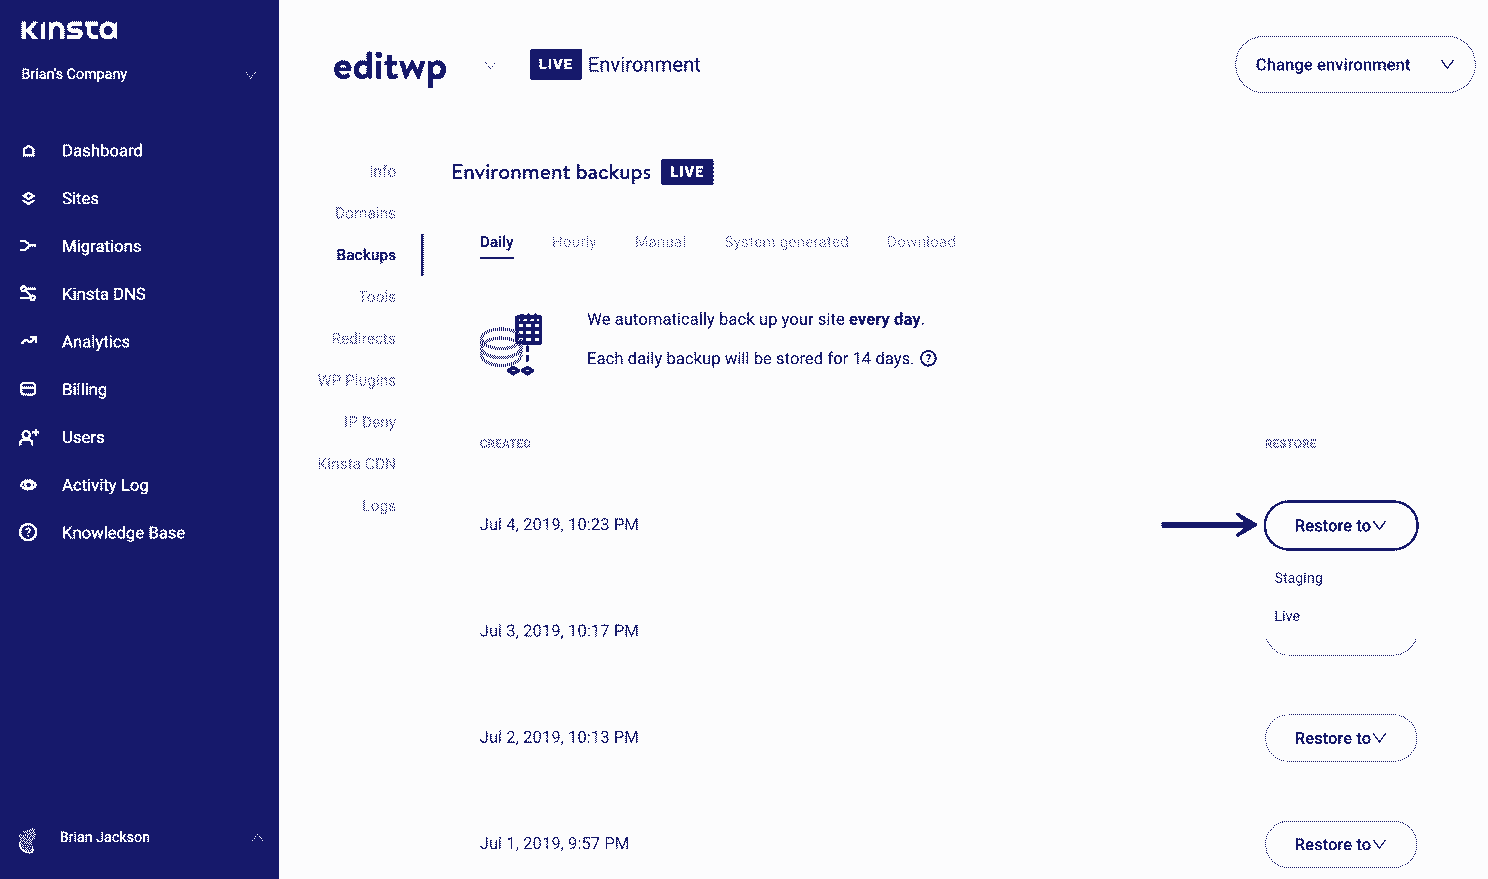 Kinsta
Brian's Company
Dashboard
Sites
Migrations
Kinsta DNS
Analytics
Billing
Users
Activity Log
Knowledge Base
Brian Jackson
editwp
LIVE Environment
Change environment
Info
Domains
Backups
Tools
Redirects
WP Plugins
IP Deny
Kinsta CDN
Logs
Environment backups LIVE
Daily Hourly Manual System generated Download
We automatically back up your site every day.
Each daily backup will be stored for 14 days. ?
CREATED RESTORE
Jul 4, 2019, 10:23 PM Restore to
Staging
Live
Jul 3, 2019, 10:17 PM
Jul 2, 2019, 10:13 PM Restore to
Jul 1, 2019, 9:57 PM Restore to